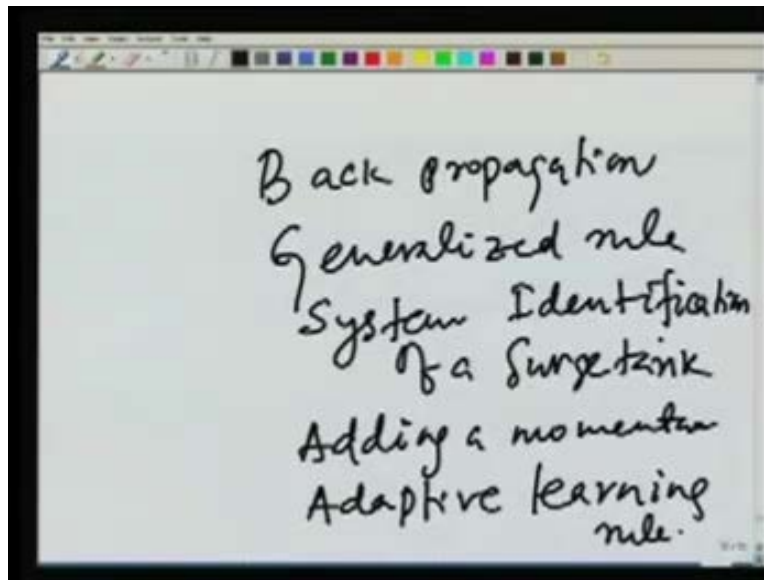 Back propagation
Generalized rule
System Identification
of a Surge tank
Adding a momentum
Adaptive learning
rule.